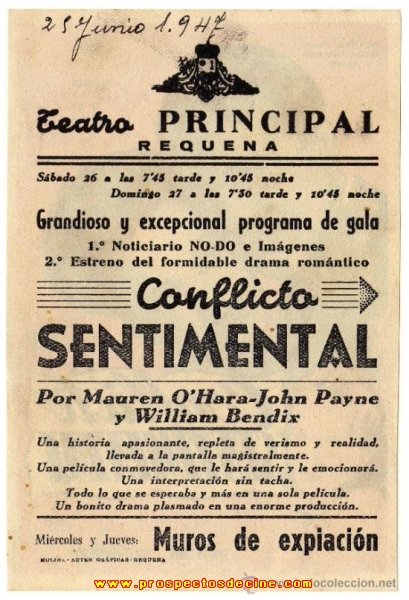 25 Junio 1.947
Teatro PRINCIPAL
REQUENA
Sábado 26 a las 7'45 tarde y 10'45 noche
Domingo 27 a las 7'30 tarde y 10'45 noche
Grandioso y excepcional programa de gala
1.º Noticiario NO-DO e Imágenes
2.º Estreno del formidable drama romántico
Conflicto
SENTIMENTAL
Por Mauren O'Hara-John Payne
y William Bendix
Una historia apasionante, repleta de verismo y realidad,
llevada a la pantalla magistralmente.
Una película conmovedora, que le hará sentir y le emocionará.
Una interpretación sin tacha.
Todo lo que se esperaba y más en una sola película.
Un bonito drama plasmado en una enorme producción.
Miércoles y Jueves: Muros de expiación
MOLINA-ARTES GRÁFICAS-REQUENA
www.prospectosdecine.com